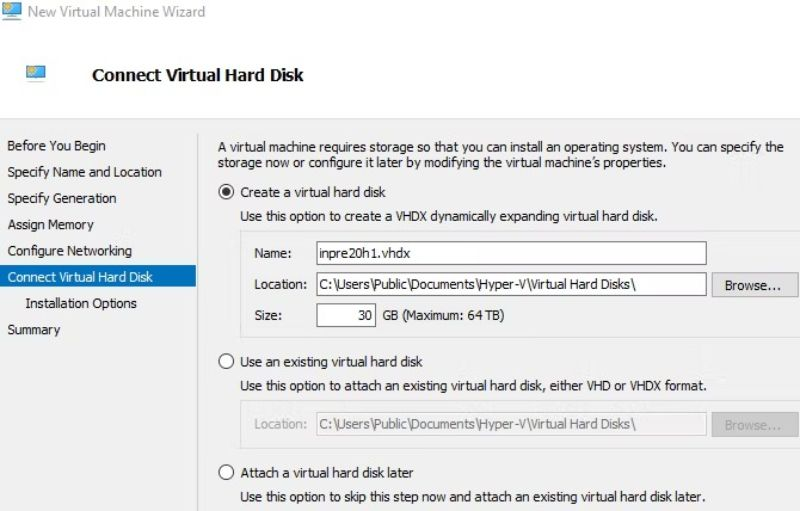 New Virtual Machine Wizard
Connect Virtual Hard Disk
Before You Begin
Specify Name and Location
Specify Generation
Assign Memory
Configure Networking
Connect Virtual Hard Disk
Installation Options
Summary
A virtual machine requires storage so that you can install an operating system. You can specify the
storage now or configure it later by modifying the virtual machine's properties.
Create a virtual hard disk
Use this option to create a VHDX dynamically expanding virtual hard disk.
Name: inpre20h1.vhdx
Location: C:\Users\Public\Documents\Hyper-V\Virtual Hard Disks\ Browse...
Size: 30 GB (Maximum: 64 TB)
Use an existing virtual hard disk
Use this option to attach an existing virtual hard disk, either VHD or VHDX format.
Location: C:\Users\Public\Documents\Hyper-V\Virtual Hard Disks\ Browse...
Attach a virtual hard disk later
Use this option to skip this step now and attach an existing virtual hard disk later.